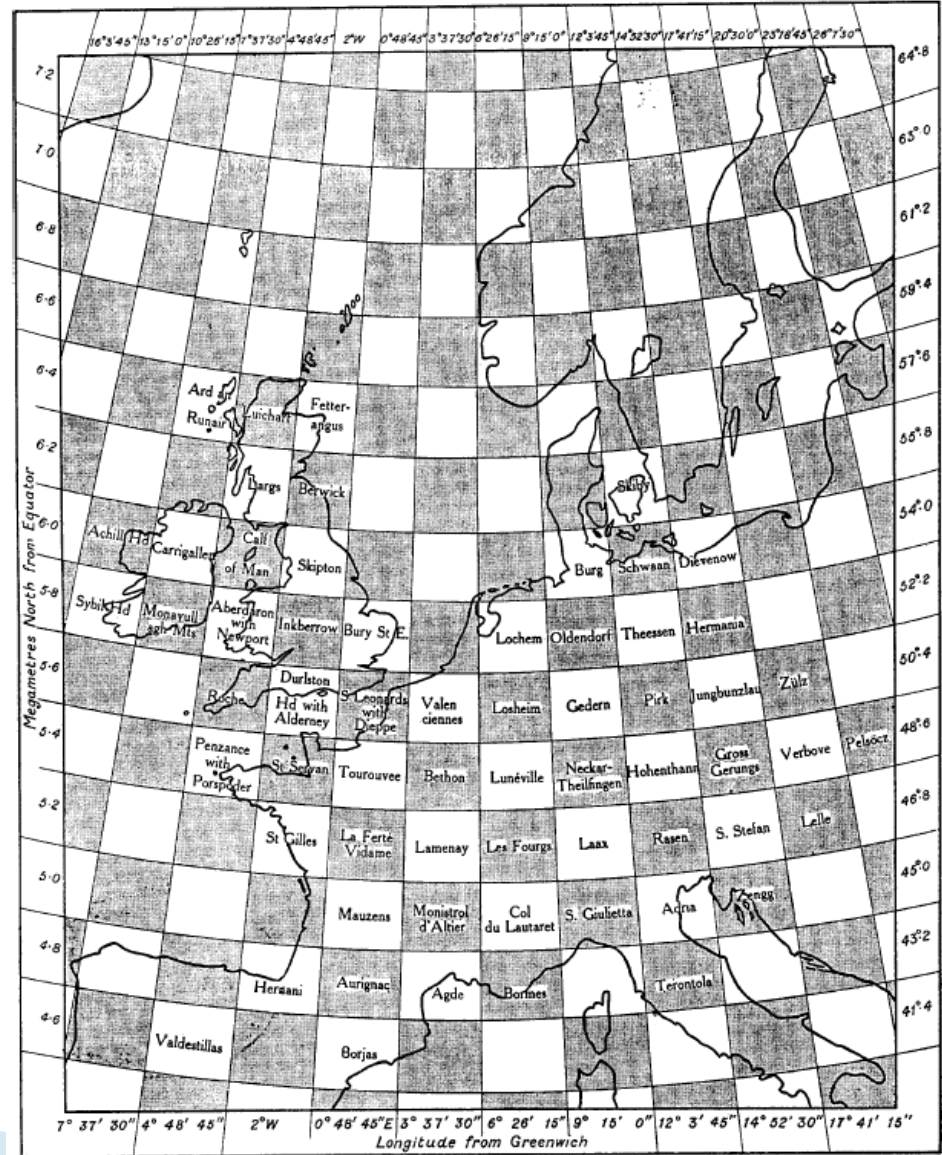 16°3'45" 13°15'0" 10°26'15" 7°37'30" 4°48'45" 2°W 0°48'45" 3°37'30" 6°26'15" 9°15'0" 12°3'45" 14°52'30" 17°41'15" 20°30'0" 23°18'45" 26°7'30"
64°·8
7·2
63°·0
7·0
61°·2
6·8
59°·4
6·6
57°·6
6·4
Ard an
Runair
Fetter-
angus
55°·8
6·2
Largs
Berwick
Skiby
54°·0
6·0
Achill Hd
Carrigallen
Calf
of Man
Skipton
Burg
Schwaan
Dievenow
52°·2
5·8
Sybil Hd
Aberdaron
with
Newport
Inkberrow
Bury St E.
Lochem
Oldendorf
Theessen
Hermania
50°·4
5·6
Roche
Durlston
Hd with
Alderney
S Leonards
with
Dieppe
Valen
ciennes
Losheim
Gedern
Pirk
Jungbunzlau
Zülz
48°·6
5·4
Penzance
with
Porspoder
St Servan
Tourouvee
Bethon
Lunéville
Neckar-
Theilfingen
Hohenthann
Gross
Gerungs
Verbove
Pelsöcz
46°·8
5·2
St Gilles
La Ferté
Vidame
Lamenay
Les Fourgs
Laax
Rasen
S. Stefan
Lelle
45°·0
5·0
Mauzens
Monistrol
d'Altier
Col
du Lautaret
S. Giulietta
Adria
43°·2
4·8
Hernani
Aurignac
Agde
Bormes
Terontola
41°·4
4·6
Valdestillas
Borjas
Megametres North from Equator
7° 37' 30" 4° 48' 45" 2°W 0° 48' 45"E 3° 37' 30" 6° 26' 15" 9° 15' 0" 12° 3' 45" 14° 52' 30" 17° 41' 15"
Longitude from Greenwich